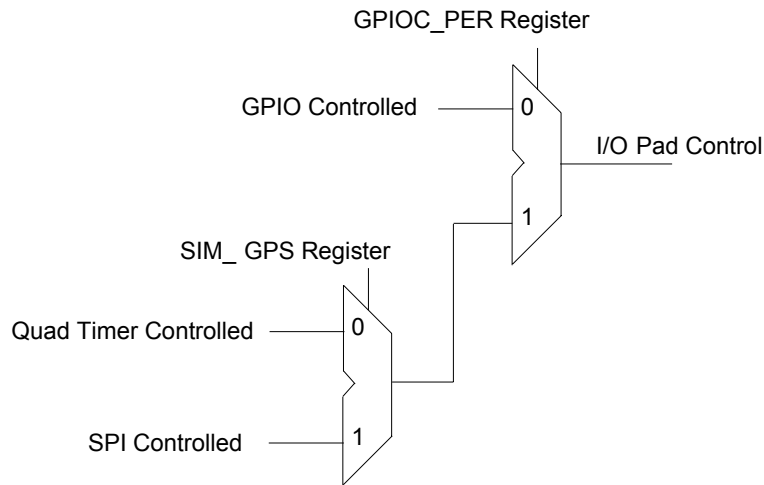 GPIOC_PER Register
GPIO Controlled
0
I/O Pad Control
1
SIM_ GPS Register
Quad Timer Controlled
0
SPI Controlled
1